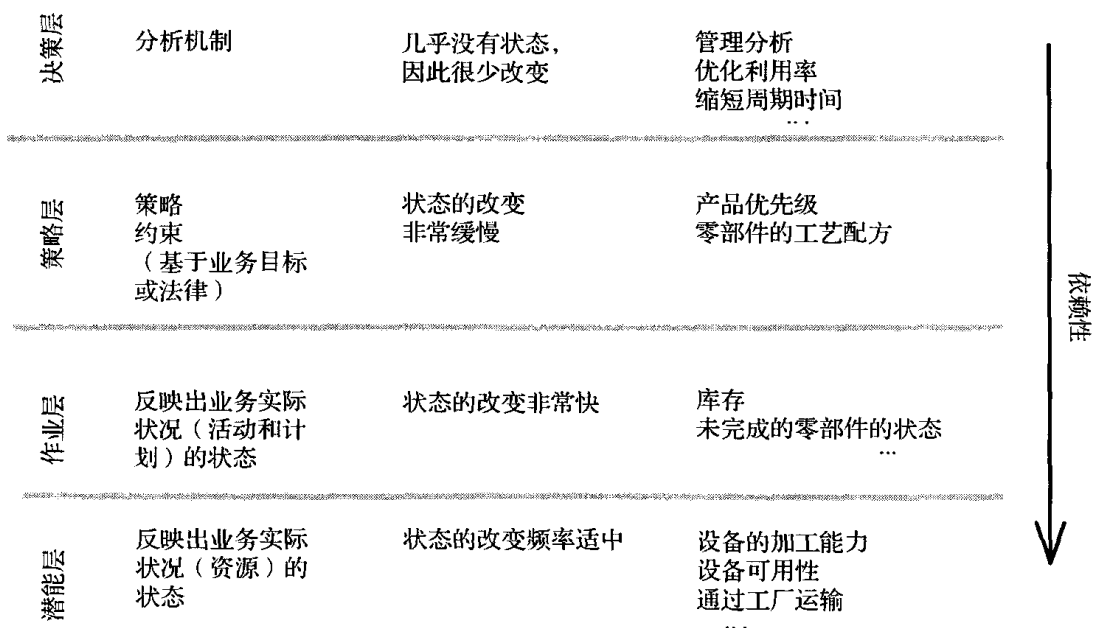 决策层
分析机制
几乎没有状态，
因此很少改变
管理分析
优化利用率
缩短周期时间
...
策略层
策略
约束
（基于业务目标
或法律）
状态的改变
非常缓慢
产品优先级
零部件的工艺配方
依赖性
作业层
反映出业务实际
状况（活动和计
划）的状态
状态的改变非常快
库存
未完成的零部件的状态
...
潜能层
反映出业务实际
状况（资源）的
状态
状态的改变频率适中
设备的加工能力
设备可用性
通过工厂运输
...